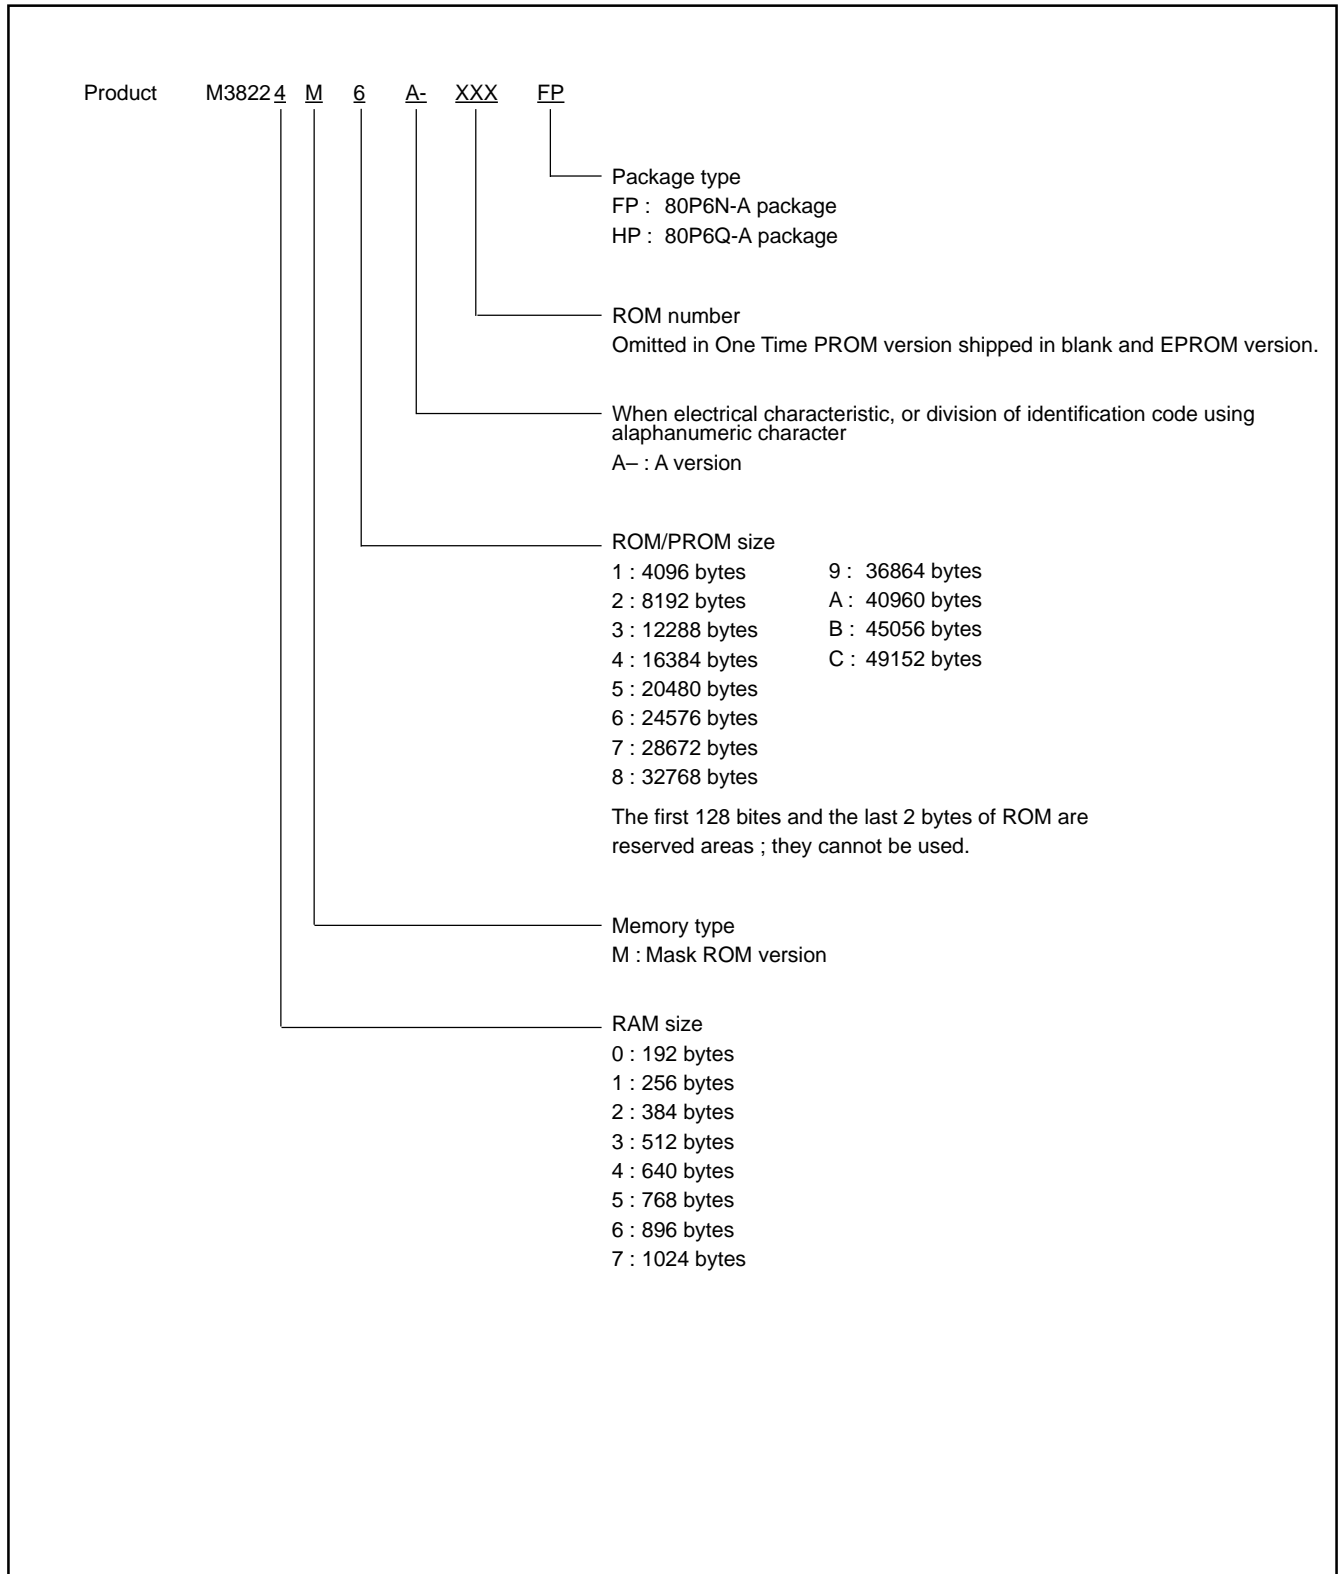 Product M38224 M 6 A- XXX FP
Package type
FP : 80P6N-A package
HP : 80P6Q-A package
ROM number
Omitted in One Time PROM version shipped in blank and EPROM version.
When electrical characteristic, or division of identification code using
alaphanumeric character
A– : A version
ROM/PROM size
1 : 4096 bytes 9 : 36864 bytes
2 : 8192 bytes A : 40960 bytes
3 : 12288 bytes B : 45056 bytes
4 : 16384 bytes C : 49152 bytes
5 : 20480 bytes
6 : 24576 bytes
7 : 28672 bytes
8 : 32768 bytes
The first 128 bites and the last 2 bytes of ROM are
reserved areas ; they cannot be used.
Memory type
M : Mask ROM version
RAM size
0 : 192 bytes
1 : 256 bytes
2 : 384 bytes
3 : 512 bytes
4 : 640 bytes
5 : 768 bytes
6 : 896 bytes
7 : 1024 bytes